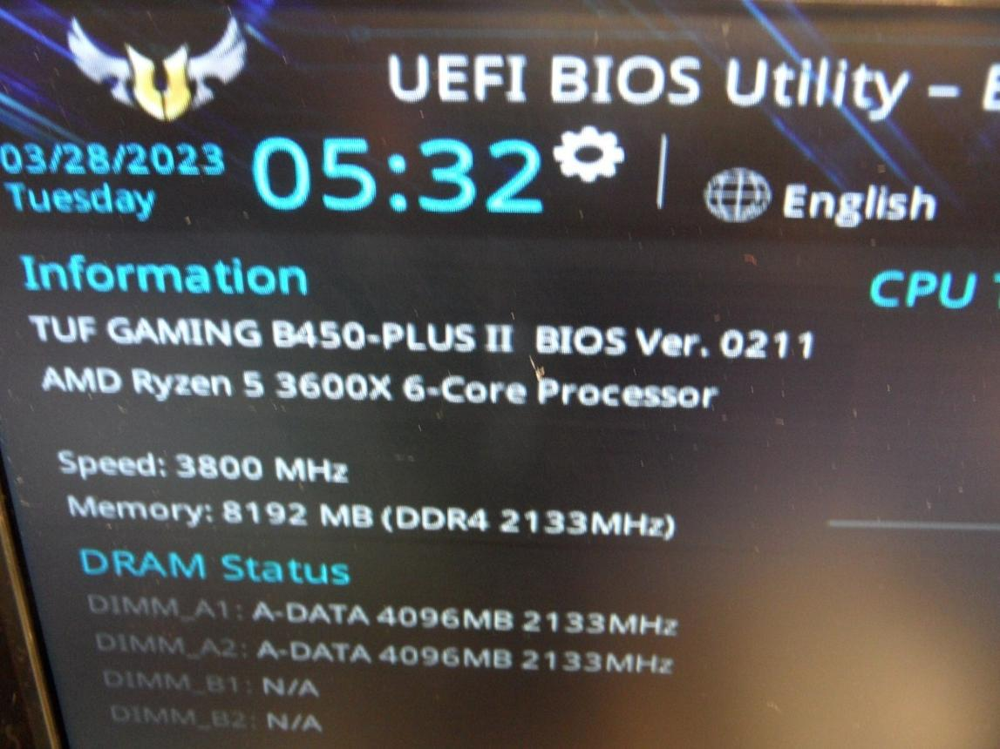 UEFI BIOS Utility –
03/28/2023
Tuesday
05:32
English
Information
CPU
TUF GAMING B450-PLUS II BIOS Ver. 0211
AMD Ryzen 5 3600X 6-Core Processor
Speed: 3800 MHz
Memory: 8192 MB (DDR4 2133MHz)
DRAM Status
DIMM_A1: A-DATA 4096MB 2133MHz
DIMM_A2: A-DATA 4096MB 2133MHz
DIMM_B1: N/A
DIMM_B2: N/A